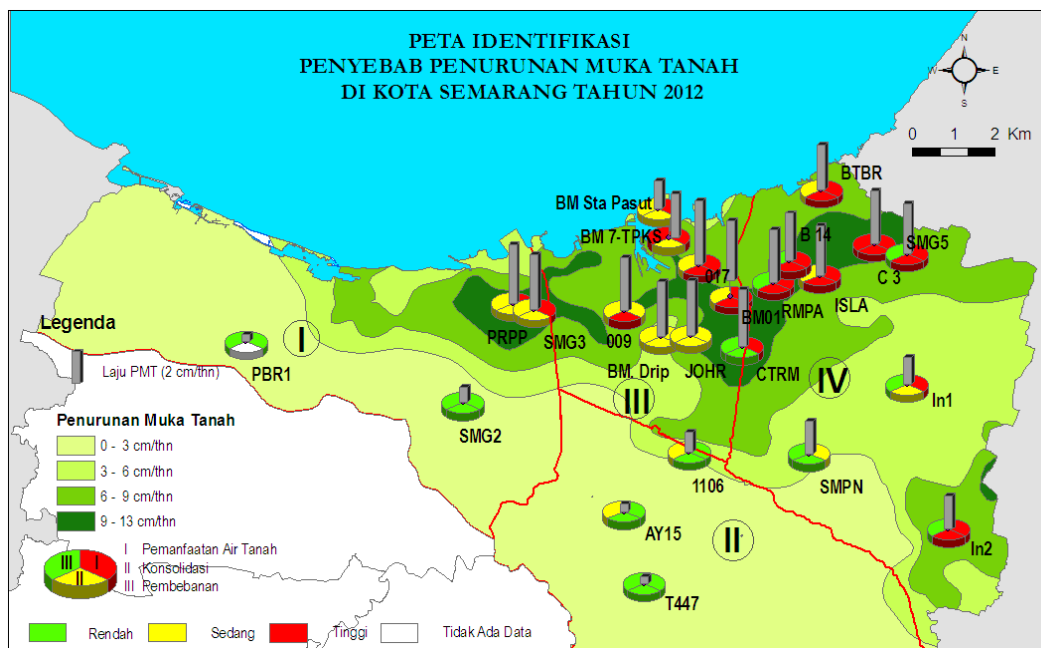 PETA IDENTIFIKASI
PENYEBAB PENURUNAN MUKA TANAH
DI KOTA SEMARANG TAHUN 2012
N
W E
S
0 1 2 Km
BTBR
BM Sta Pasut
BM 7-TPKS
B 14
SMG5
017
C 3
ISLA
RMPA
BM01
PRPP
SMG3
009
BM. Drip
JOHR
CTRM
I
PBR1
III
IV
In1
SMG2
1106
SMPN
AY15
II
In2
T447
Legenda
Laju PMT (2 cm/thn)
Penurunan Muka Tanah
0 - 3 cm/thn
3 - 6 cm/thn
6 - 9 cm/thn
9 - 13 cm/thn
III I
II
I Pemanfaatan Air Tanah
II Konsolidasi
III Pembebanan
Rendah Sedang Tinggi Tidak Ada Data